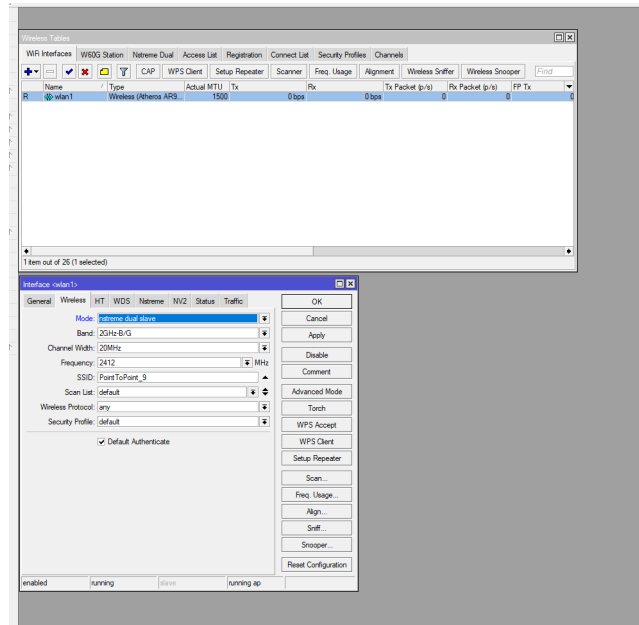 Wireless Tables
WiFi Interfaces W60G Station Nstreme Dual Access List Registration Connect List Security Profiles Channels
CAP WPS Client Setup Repeater Scanner Freq. Usage Alignment Wireless Sniffer Wireless Snooper Find
Name Type Actual MTU Tx Rx Tx Packet (p/s) Rx Packet (p/s) FP Tx
R wlan1 Wireless (Atheros AR9... 1500 0 bps 0 bps 0 0 0
1 item out of 26 (1 selected)
Interface <wlan1>
General Wireless HT WDS Nstreme NV2 Status Traffic
Mode: nstreme dual slave
Band: 2GHz-B/G
Channel Width: 20MHz
Frequency: 2412 MHz
SSID: PointToPoint_9
Scan List: default
Wireless Protocol: any
Security Profile: default
Default Authenticate
OK
Cancel
Apply
Disable
Comment
Advanced Mode
Torch
WPS Accept
WPS Client
Setup Repeater
Scan...
Freq. Usage...
Align...
Sniff...
Snooper...
Reset Configuration
enabled running slave running ap